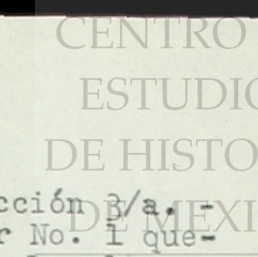 CENTRO
ESTUDIO
DE HISTO
DE MEXI
cción 3/a. -
r No. 1 que-